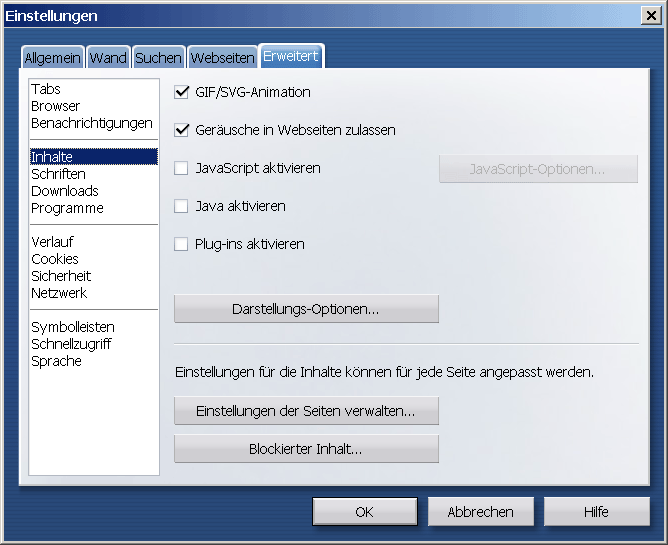 Einstellungen
Allgemein Wand Suchen Webseiten Erweitert
Tabs
Browser
Benachrichtigungen
Inhalte
Schriften
Downloads
Programme
Verlauf
Cookies
Sicherheit
Netzwerk
Symbolleisten
Schnellzugriff
Sprache
GIF/SVG-Animation
Geräusche in Webseiten zulassen
JavaScript aktivieren JavaScript-Optionen...
Java aktivieren
Plug-ins aktivieren
Darstellungs-Optionen...
Einstellungen für die Inhalte können für jede Seite angepasst werden.
Einstellungen der Seiten verwalten...
Blockierter Inhalt...
OK Abbrechen Hilfe